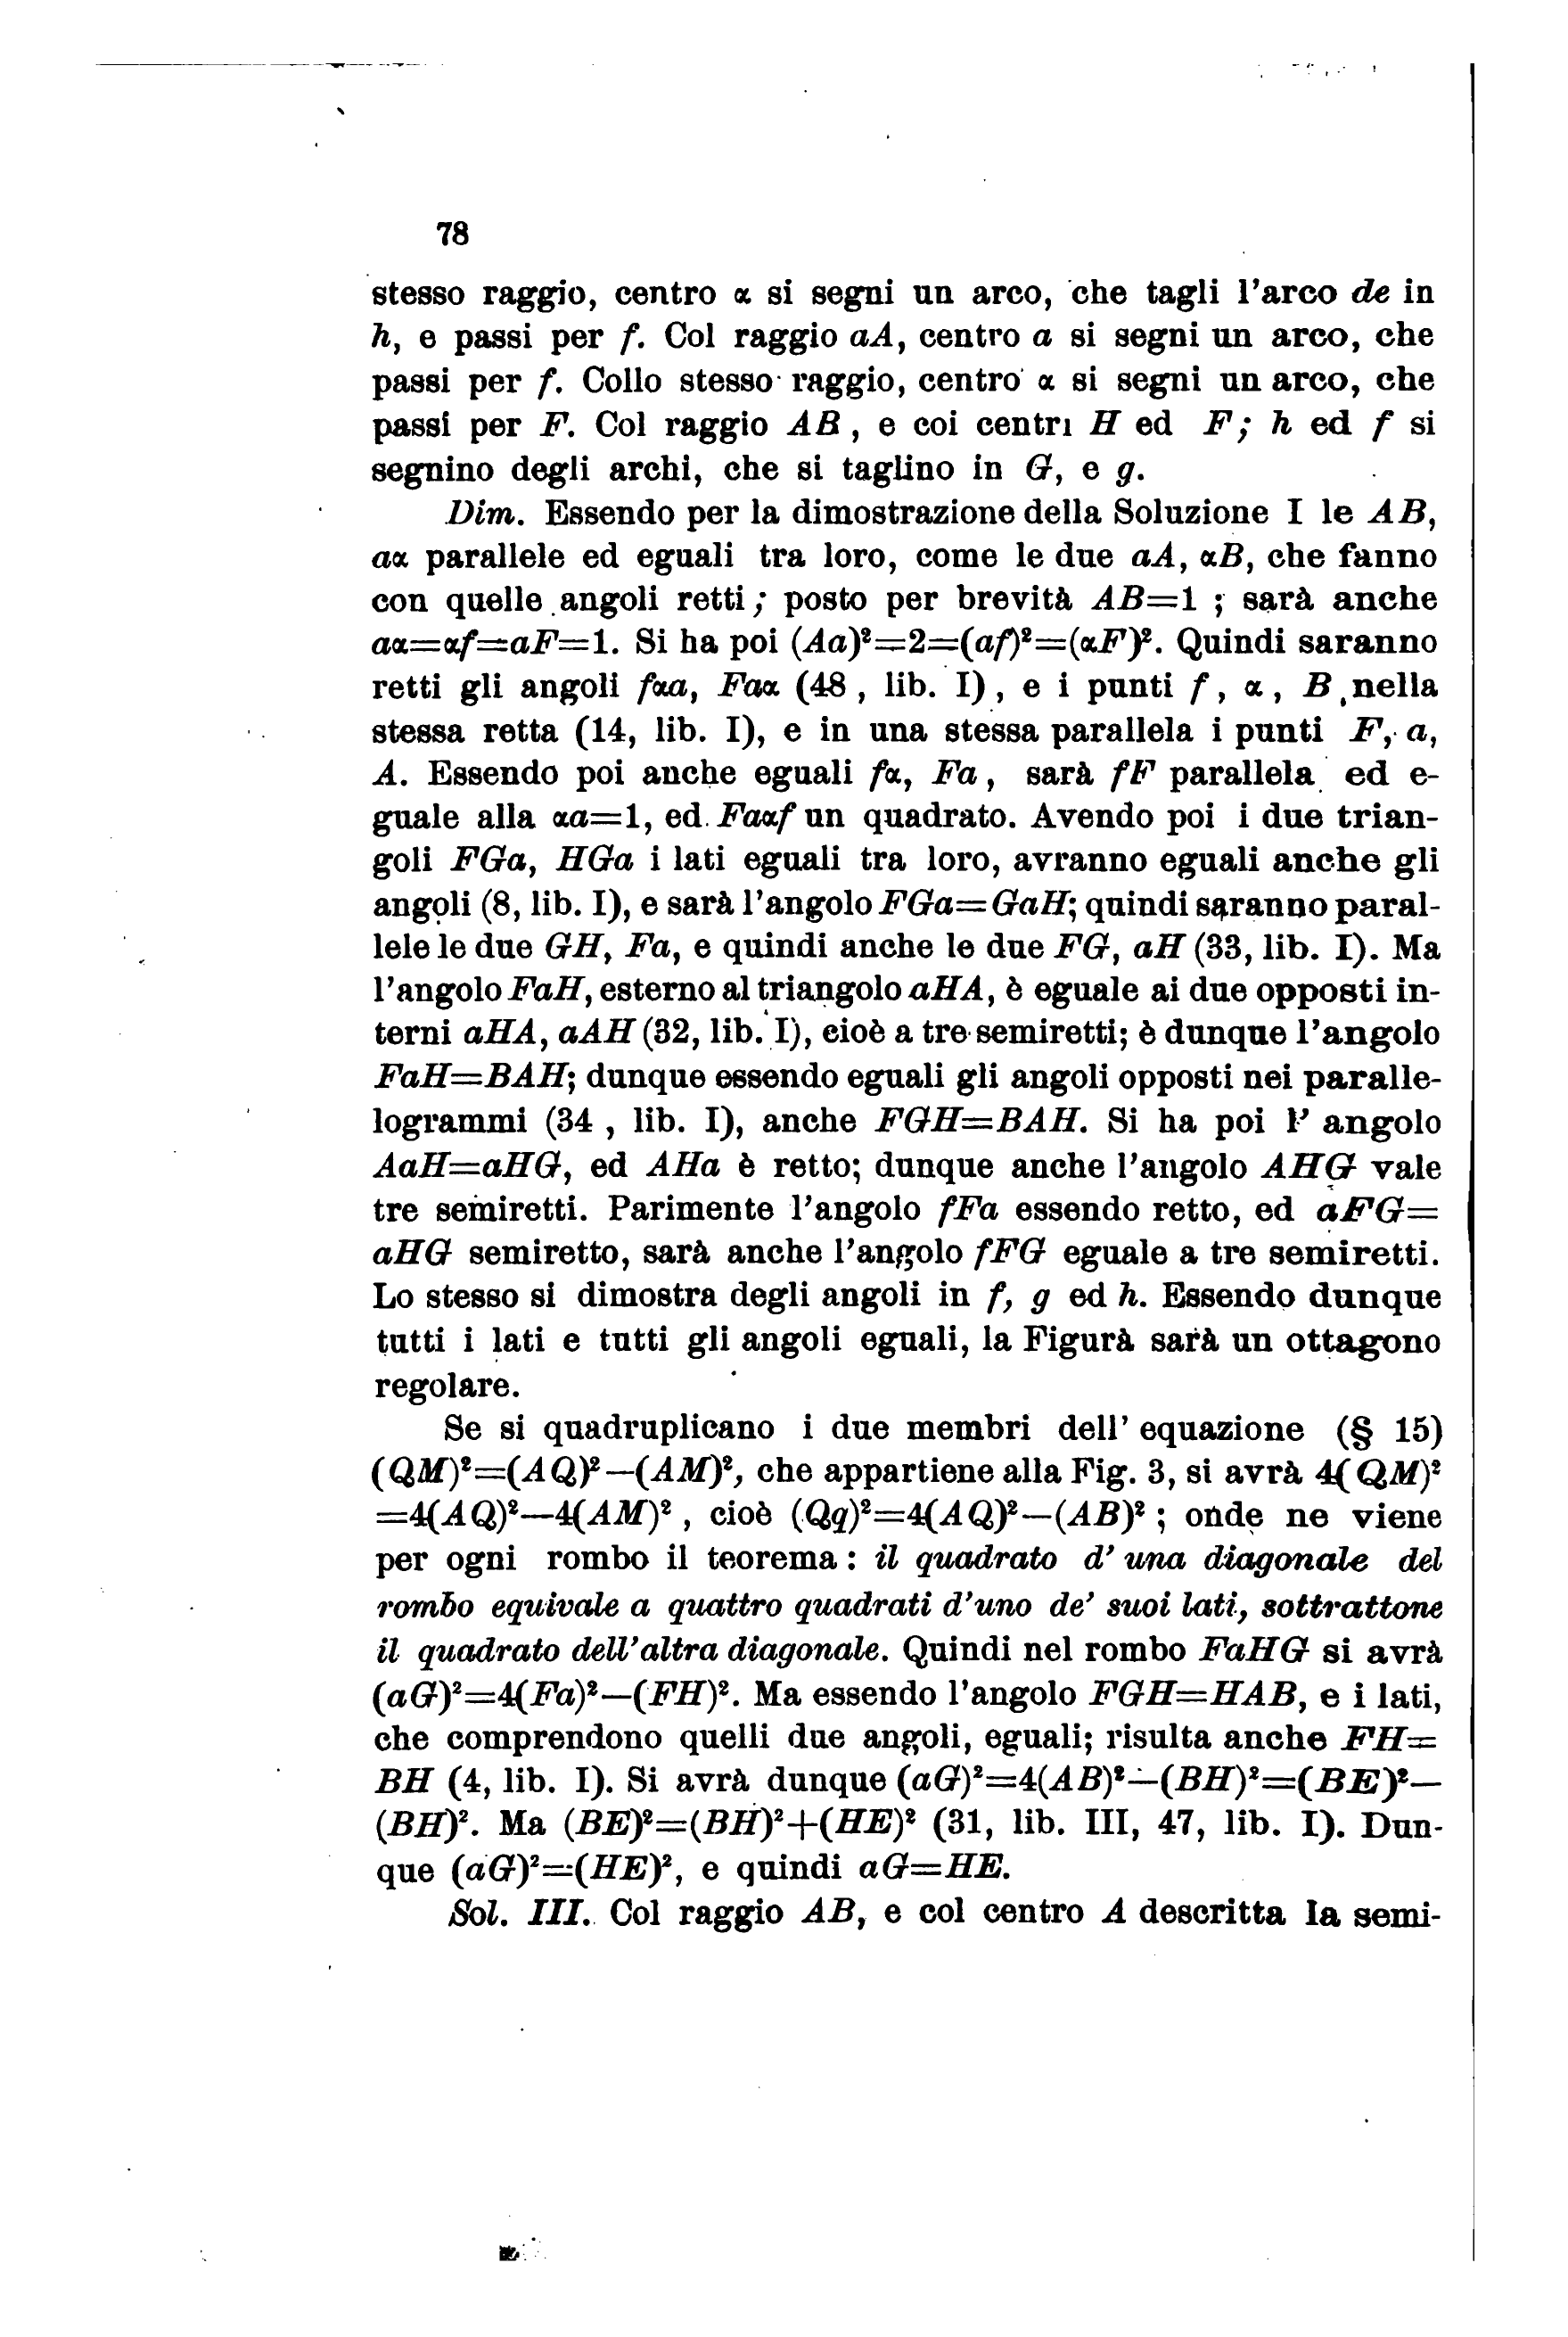 78
stesso raggio, centro α si segni un arco, che tagli l'arco de in
h, e passi per f. Col raggio aA, centro a si segni un arco, che
passi per f. Collo stesso raggio, centro α si segni un arco, che
passi per F. Col raggio AB, e coi centri H ed F; h ed f si
segnino degli archi, che si taglino in G, e g.
Dim. Essendo per la dimostrazione della Soluzione I le AB,
aα parallele ed eguali tra loro, come le due aA, αB, che fanno
con quelle angoli retti; posto per brevità AB=1 ; sarà anche
aα=αf=aF=1. Si ha poi (Aa)²=2=(af)²=(αF)². Quindi saranno
retti gli angoli fαa, Faα (48, lib. I), e i punti f, α, B, nella
stessa retta (14, lib. I), e in una stessa parallela i punti F, a,
A. Essendo poi anche eguali fα, Fa, sarà fF parallela ed e-
guale alla αa=1, ed Faαf un quadrato. Avendo poi i due trian-
goli FGa, HGa i lati eguali tra loro, avranno eguali anche gli
angoli (8, lib. I), e sarà l'angolo FGa=GaH; quindi saranno paral-
lele le due GH, Fa, e quindi anche le due FG, aH (33, lib. I). Ma
l'angolo FaH, esterno al triangolo aHA, è eguale ai due opposti in-
terni aHA, aAH (32, lib. I), cioè a tre semiretti; è dunque l'angolo
FaH=BAH; dunque essendo eguali gli angoli opposti nei paralle-
logrammi (34, lib. I), anche FGH=BAH. Si ha poi l' angolo
AaH=aHG, ed AHa è retto; dunque anche l'angolo AHG vale
tre semiretti. Parimente l'angolo fFa essendo retto, ed aFG=
aHG semiretto, sarà anche l'angolo fFG eguale a tre semiretti.
Lo stesso si dimostra degli angoli in f, g ed h. Essendo dunque
tutti i lati e tutti gli angoli eguali, la Figurà sarà un ottagono
regolare.
Se si quadruplicano i due membri dell' equazione (§ 15)
(QM)²=(AQ)²—(AM)², che appartiene alla Fig. 3, si avrà 4(QM)²
=4(AQ)²—4(AM)², cioè (Qq)²=4(AQ)²—(AB)² ; onde ne viene
per ogni rombo il teorema : il quadrato d' una diagonale del
rombo equivale a quattro quadrati d'uno de' suoi lati, sottrattone
il quadrato dell'altra diagonale. Quindi nel rombo FaHG si avrà
(aG)²=4(Fa)²—(FH)². Ma essendo l'angolo FGH=HAB, e i lati,
che comprendono quelli due angoli, eguali; risulta anche FH=
BH (4, lib. I). Si avrà dunque (aG)²=4(AB)²—(BH)²=(BE)²—
(BH)². Ma (BE)²=(BH)²+(HE)² (31, lib. III, 47, lib. I). Dun-
que (aG)²=(HE)², e quindi aG=HE.
Sol. III. Col raggio AB, e col centro A descritta la semi-